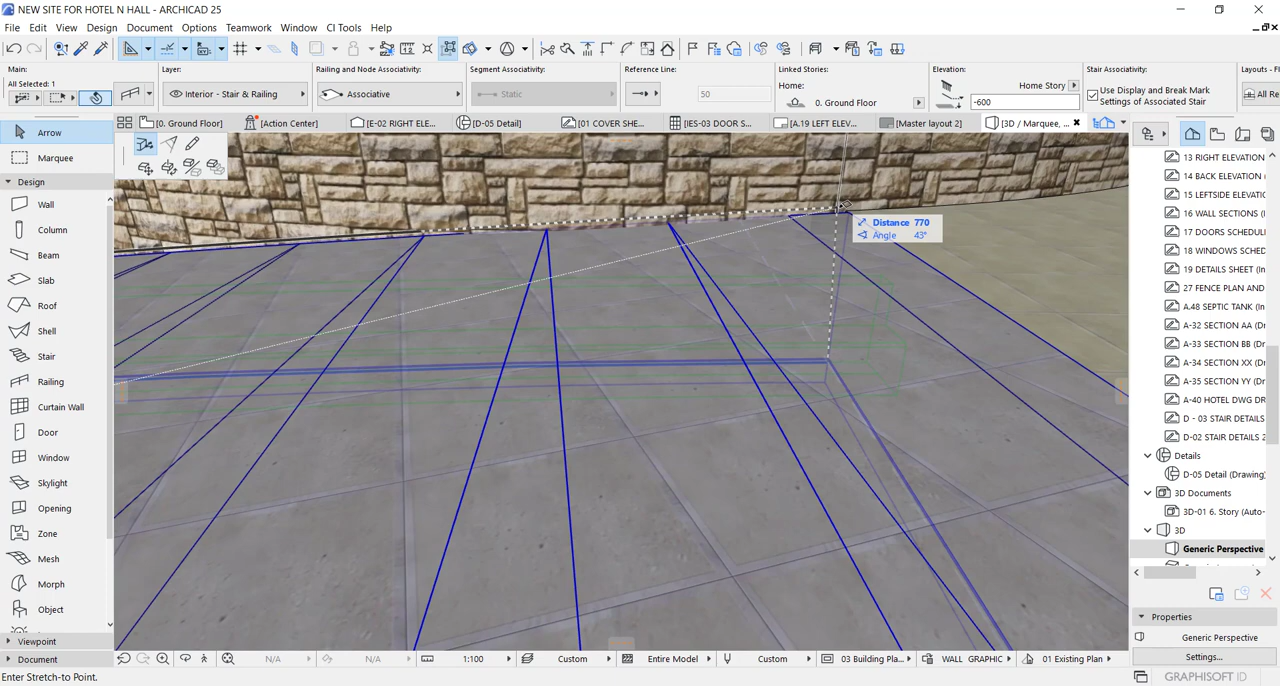 NEW SITE FOR HOTEL N HALL - ARCHICAD 25
File Edit View Design Document Options Teamwork Window CI Tools Help
Main:
All Selected: 1
Layer:
Interior - Stair & Railing
Railing and Node Associativity:
Associative
Segment Associativity:
Static
Reference Line:
50
Linked Stories:
Home:
0. Ground Floor
Elevation:
Home Story
-600
Stair Associativity:
Use Display and Break Mark
Settings of Associated Stair
Layouts - Fl
All Re
[0. Ground Floor]
[Action Center]
[E-02 RIGHT ELE...
[D-05 Detail]
[01 COVER SHE...
[IES-03 DOOR S...
[A.19 LEFT ELEV...
[Master layout 2]
[3D / Marquee, ...
Arrow
Marquee
Design
Wall
Column
Beam
Slab
Roof
Shell
Stair
Railing
Curtain Wall
Door
Window
Skylight
Opening
Zone
Mesh
Morph
Object
Viewpoint
Document
Distance 770
Angle 43°
13 RIGHT ELEVATION
14 BACK ELEVATION
15 LEFTSIDE ELEVATI
16 WALL SECTIONS (I
17 DOORS SCHEDUL
18 WINDOWS SCHED
19 DETAILS SHEET (In
27 FENCE PLAN AND
A.48 SEPTIC TANK (In
A-32 SECTION AA (Dr
A-33 SECTION BB (Dr
A-34 SECTION XX (Dr
A-35 SECTION YY (Dr
A-40 HOTEL DWG DR
D - 03 STAIR DETAILS
D-02 STAIR DETAILS 2
Details
D-05 Detail (Drawing
3D Documents
3D-01 6. Story (Auto-
3D
Generic Perspective
Properties
Generic Perspective
Settings...
N/A
N/A
1:100
Custom
Entire Model
Custom
03 Building Pla...
WALL GRAPHIC
01 Existing Plan
Enter Stretch-to Point.
GRAPHISOFT ID